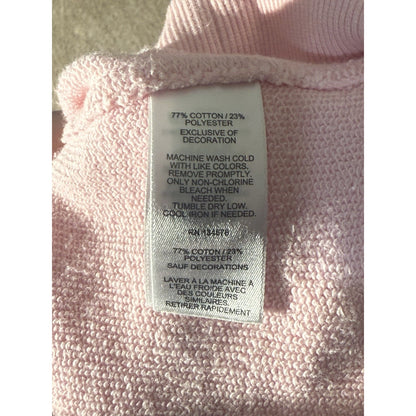 77% COTTON / 23%
POLYESTER
EXCLUSIVE OF
DECORATION
MACHINE WASH COLD
WITH LIKE COLORS.
REMOVE PROMPTLY.
ONLY NON-CHLORINE
BLEACH WHEN
NEEDED.
TUMBLE DRY LOW.
COOL IRON IF NEEDED.
RN
77% COTTON / 23%
POLYESTER
SAUF DECORATIONS
LAVER À LA MACHINE À
L'EAU FROIDE AVEC
DES COULEURS
SIMILAIRES.
RETIRER RAPIDEMENT